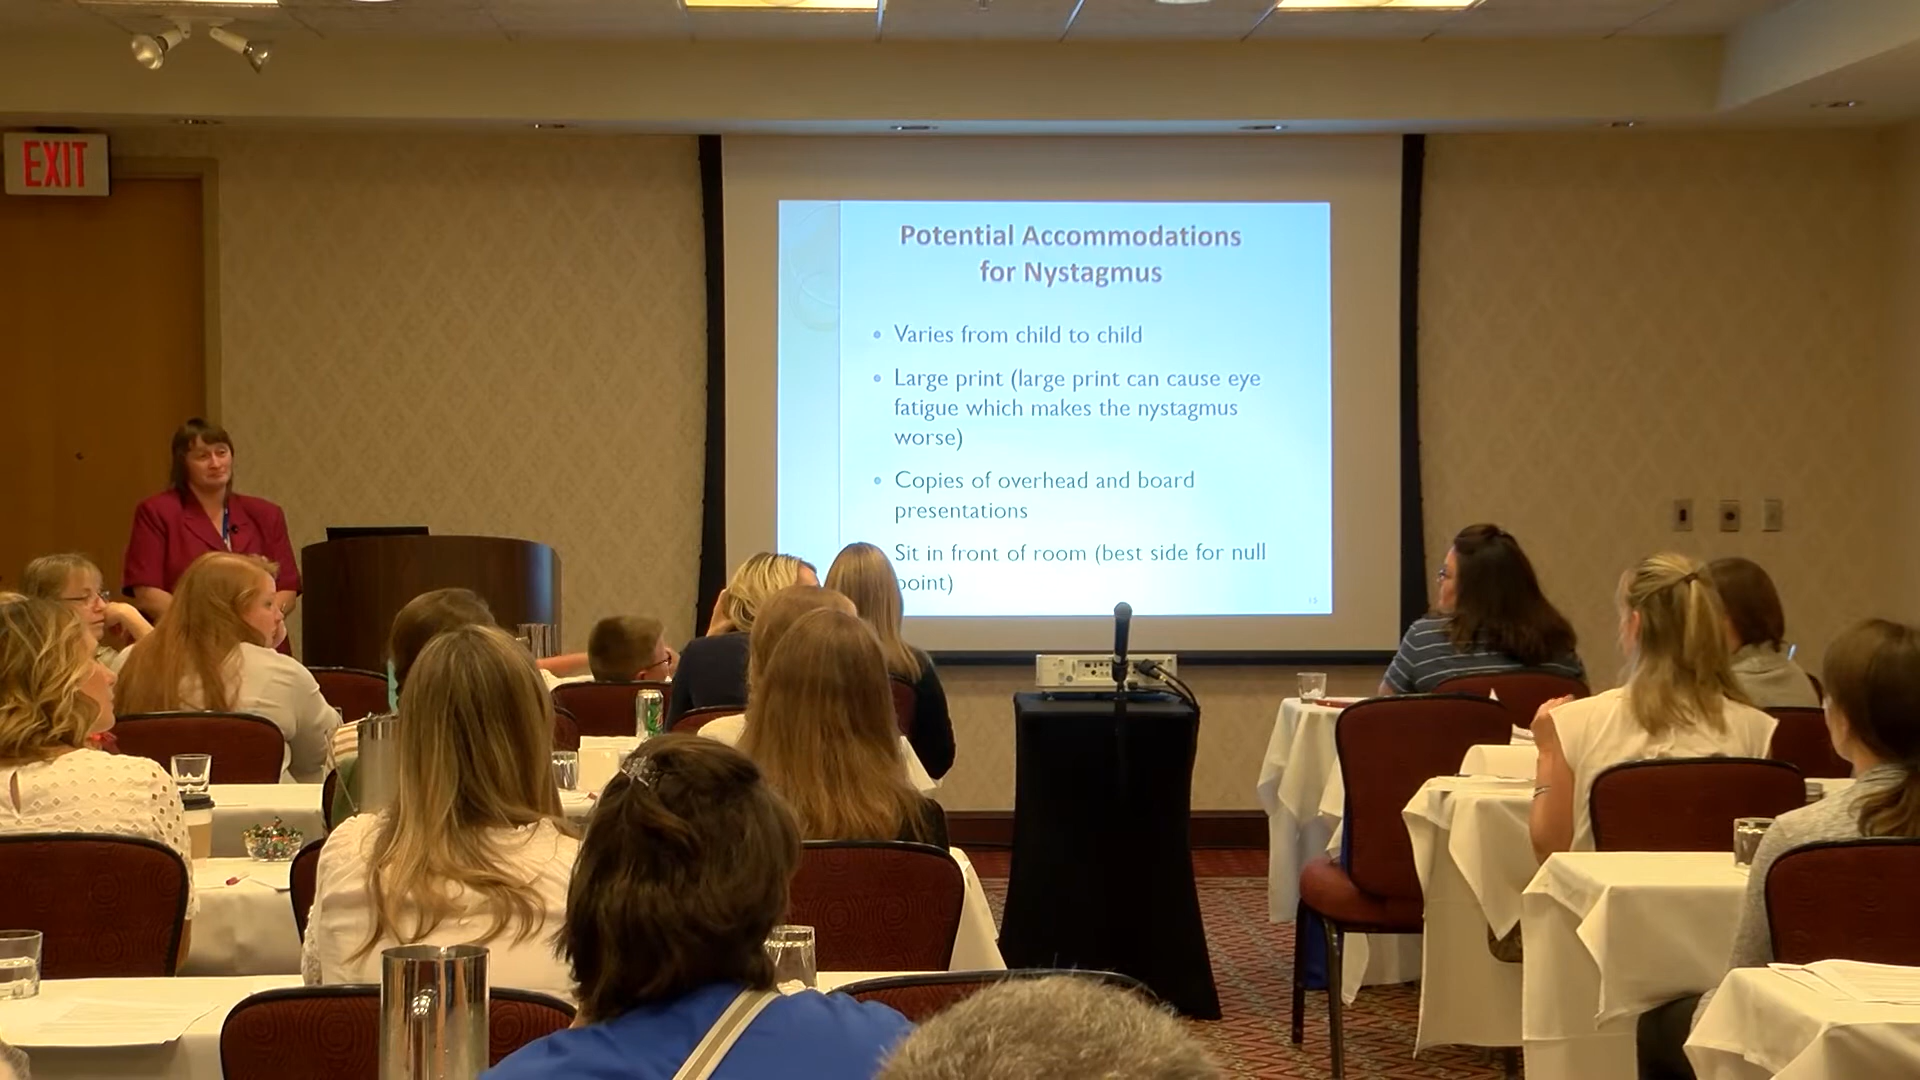 EXIT
Potential Accommodations
for Nystagmus
• Varies from child to child
• Large print (large print can cause eye
fatigue which makes the nystagmus
worse)
• Copies of overhead and board
presentations
Sit in front of room (best side for null
point)